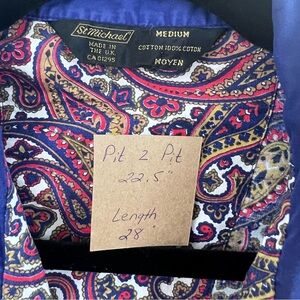 St Michael MEDIUM
MADE IN COTTON 100% COTON
THE U.K.
CA 01295 MOYEN
Pit 2 Pit
22.5"
Length
28"